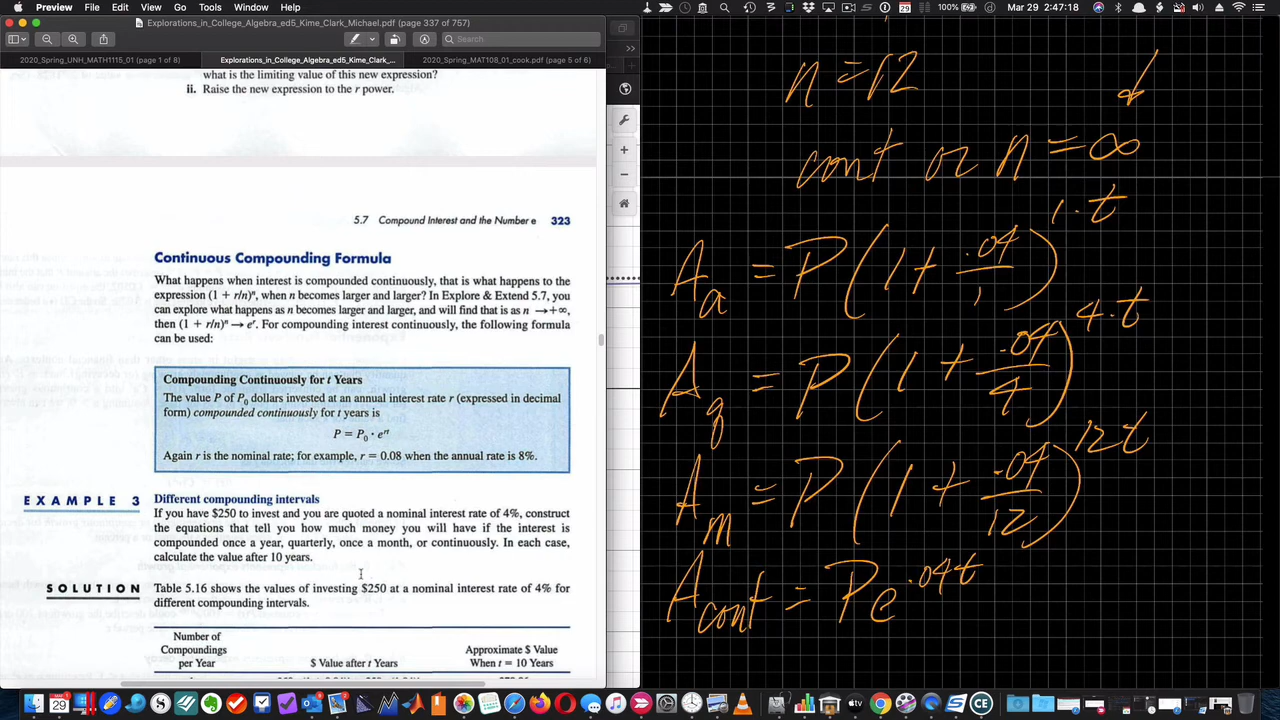 Preview File Edit View Go Tools Window Help
100% Sun Mar 29 2:47:18
Explorations_in_College_Algebra_ed5_Kime_Clark_Michael.pdf (page 337 of 757)
Search
2020_Spring_UNH_MATH1115_01 (page 1 of 8) Explorations_in_College_Algebra_ed5_Kime_Clark_... 2020_Spring_MAT108_01_cook.pdf (page 5 of 6)
what is the limiting value of this new expression?
ii. Raise the new expression to the r power.
5.7 Compound Interest and the Number e 323
Continuous Compounding Formula
What happens when interest is compounded continuously, that is what happens to the
expression (1 + r/n)ⁿ, when n becomes larger and larger? In Explore & Extend 5.7, you
can explore what happens as n becomes larger and larger, and will find that is as n → +∞,
then (1 + r/n)ⁿ → eʳ. For compounding interest continuously, the following formula
can be used:
Compounding Continuously for t Years
The value P of P₀ dollars invested at an annual interest rate r (expressed in decimal
form) compounded continuously for t years is
P = P₀ · eʳᵗ
Again r is the nominal rate; for example, r = 0.08 when the annual rate is 8%.
EXAMPLE 3 Different compounding intervals
If you have $250 to invest and you are quoted a nominal interest rate of 4%, construct
the equations that tell you how much money you will have if the interest is
compounded once a year, quarterly, once a month, or continuously. In each case,
calculate the value after 10 years.
SOLUTION Table 5.16 shows the values of investing $250 at a nominal interest rate of 4% for
different compounding intervals.
Number of
Compoundings Approximate $ Value
per Year $ Value after t Years When t = 10 Years
n = 12
cont or n = ∞
A_a = P(1 + .04/1)^(1·t)
A_q = P(1 + .04/4)^(4·t)
A_m = P(1 + .04/12)^(12t)
A_cont = Pe^(.04t)